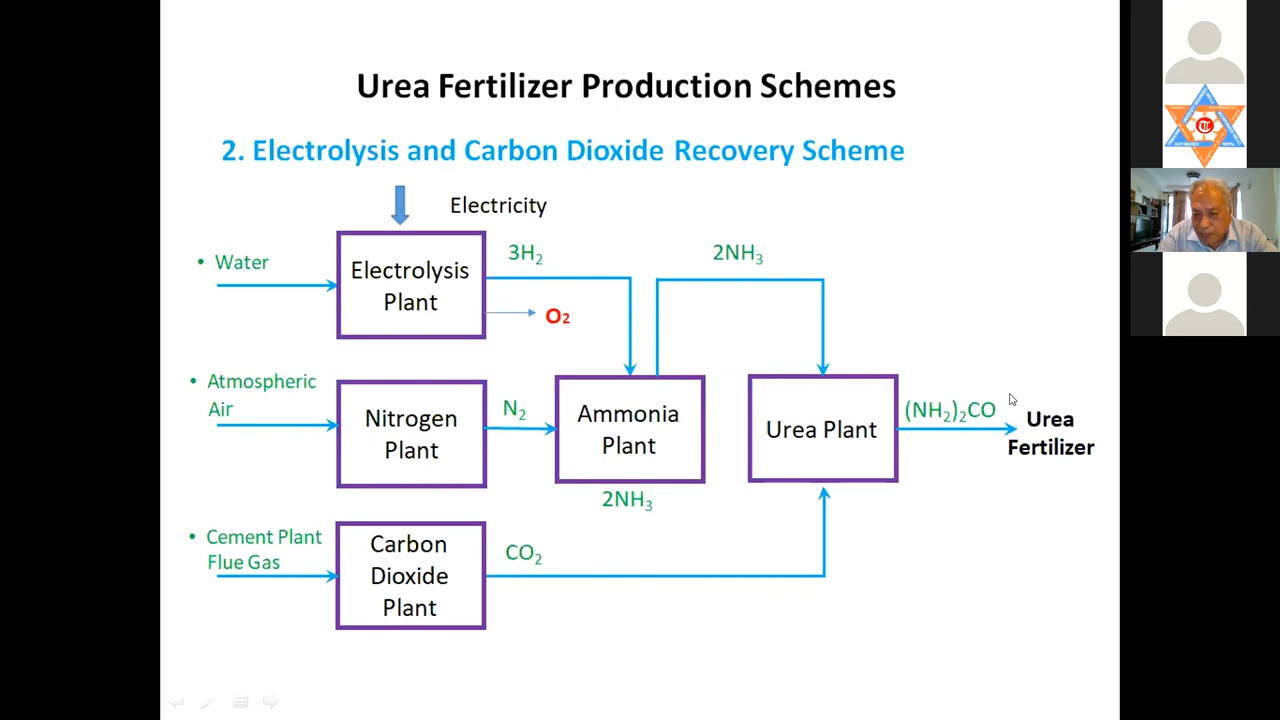 Urea Fertilizer Production Schemes
2. Electrolysis and Carbon Dioxide Recovery Scheme
Electricity
• Water
Electrolysis
Plant
3H₂
O₂
2NH₃
• Atmospheric
Air
Nitrogen
Plant
N₂
Ammonia
Plant
2NH₃
Urea Plant
(NH₂)₂CO
Urea
Fertilizer
• Cement Plant
Flue Gas
Carbon
Dioxide
Plant
CO₂